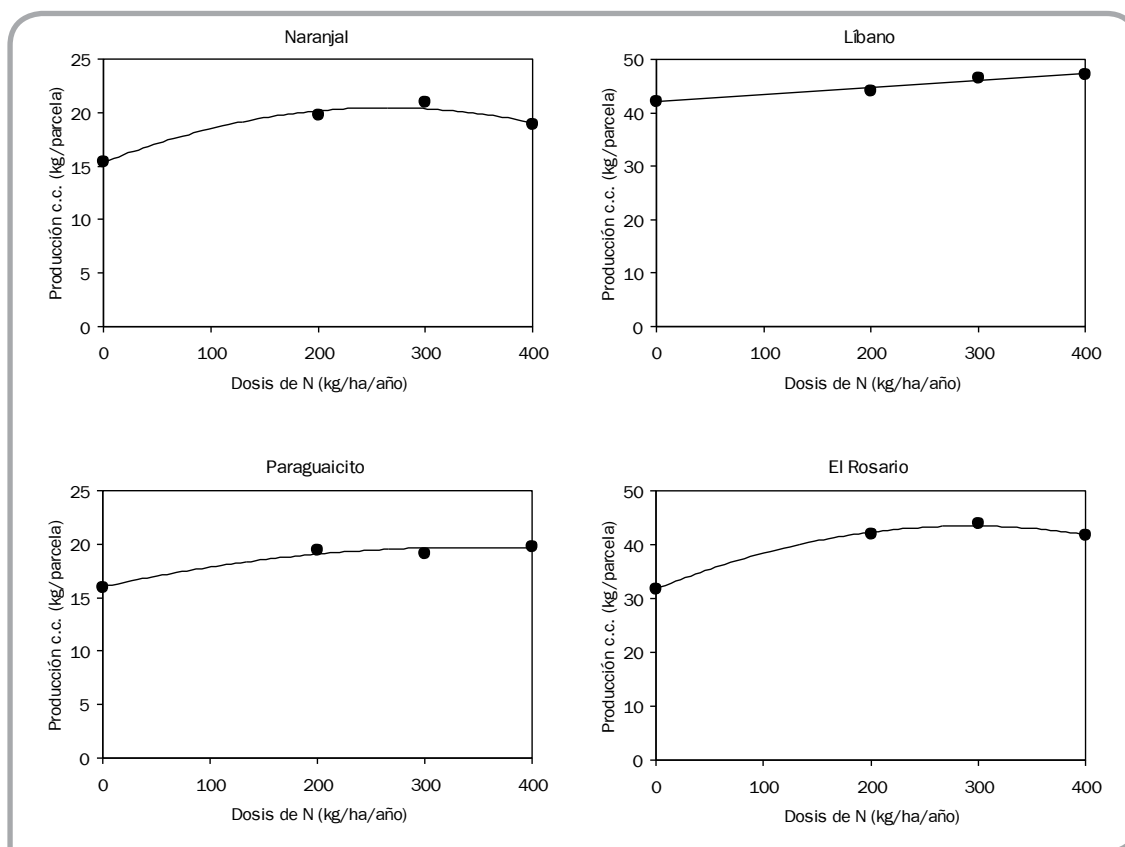 Naranjal
Producción c.c. (kg/parcela)
25
20
15
10
5
0
0 100 200 300 400
Dosis de N (kg/ha/año)
Líbano
Producción c.c. (kg/parcela)
50
40
30
20
10
0
0 100 200 300 400
Dosis de N (kg/ha/año)
Paraguaicito
Producción c.c. (kg/parcela)
25
20
15
10
5
0
0 100 200 300 400
Dosis de N (kg/ha/año)
El Rosario
Producción c.c. (kg/parcela)
50
40
30
20
10
0
0 100 200 300 400
Dosis de N (kg/ha/año)